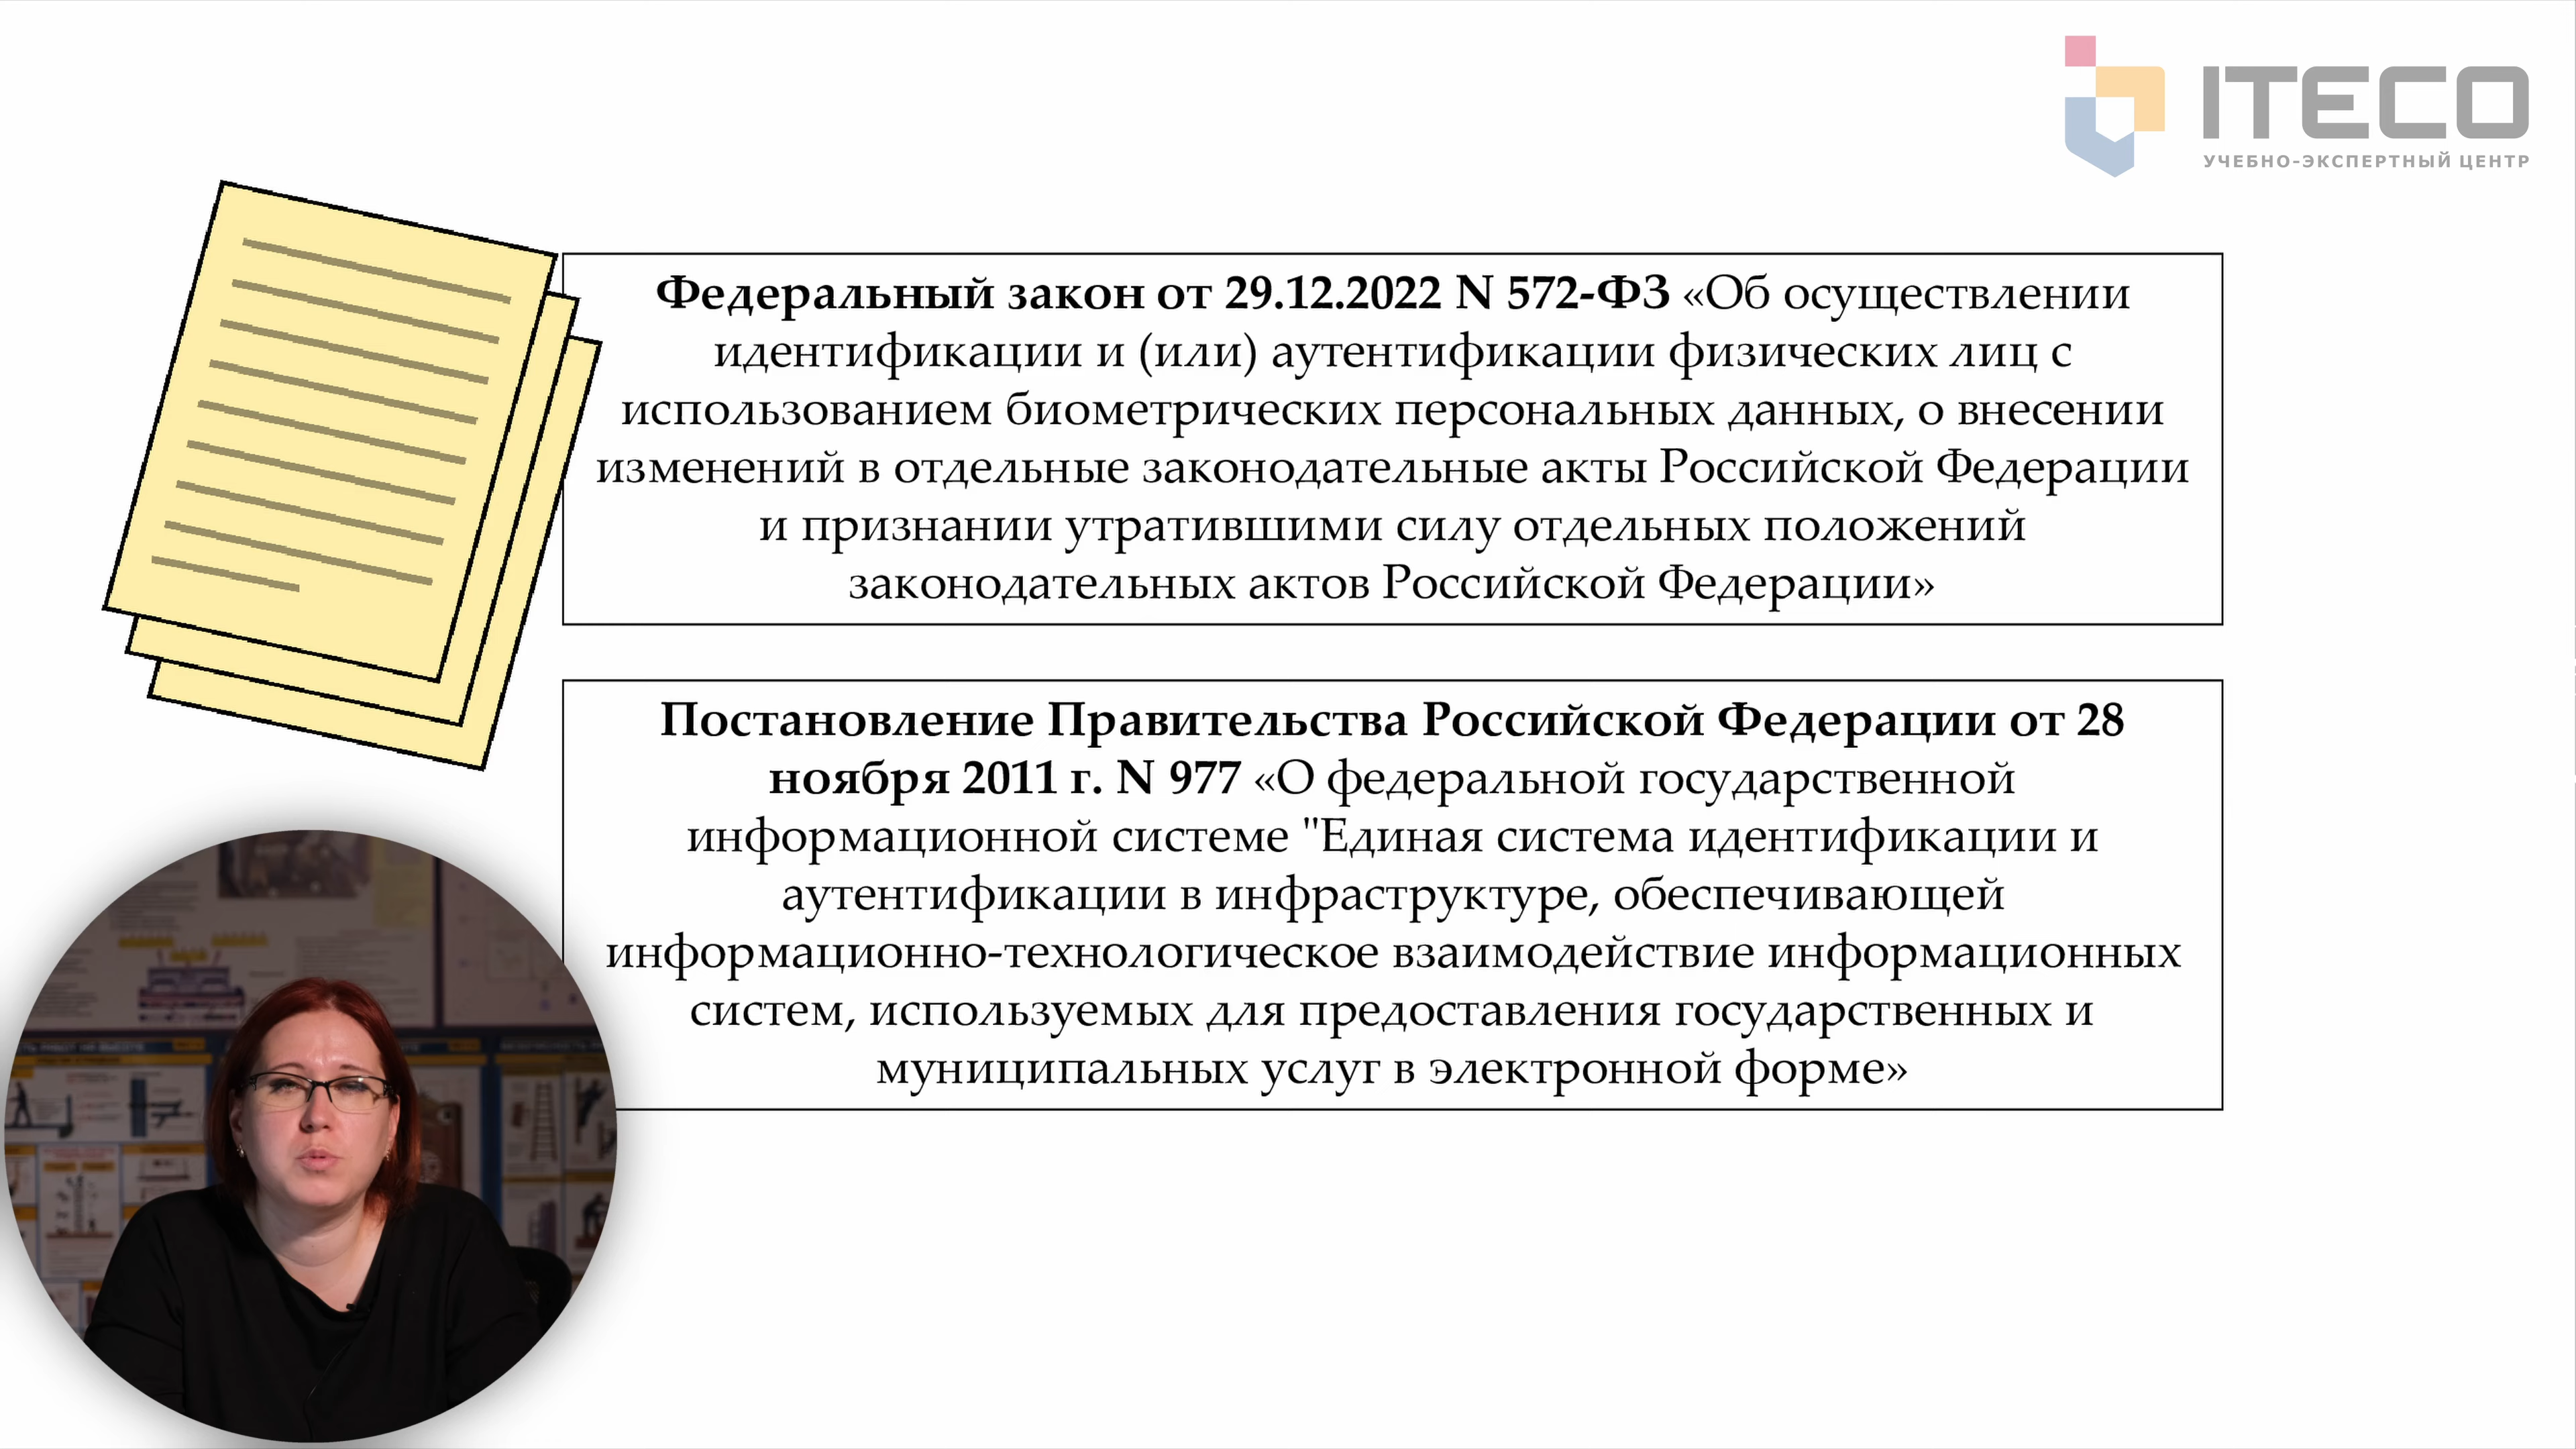 ITECO
УЧЕБНО-ЭКСПЕРТНЫЙ ЦЕНТР
Федеральный закон от 29.12.2022 N 572-ФЗ «Об осуществлении
идентификации и (или) аутентификации физических лиц с
использованием биометрических персональных данных, о внесении
изменений в отдельные законодательные акты Российской Федерации
и признании утратившими силу отдельных положений
законодательных актов Российской Федерации»
Постановление Правительства Российской Федерации от 28
ноября 2011 г. N 977 «О федеральной государственной
информационной системе "Единая система идентификации и
аутентификации в инфраструктуре, обеспечивающей
информационно-технологическое взаимодействие информационных
систем, используемых для предоставления государственных и
муниципальных услуг в электронной форме»